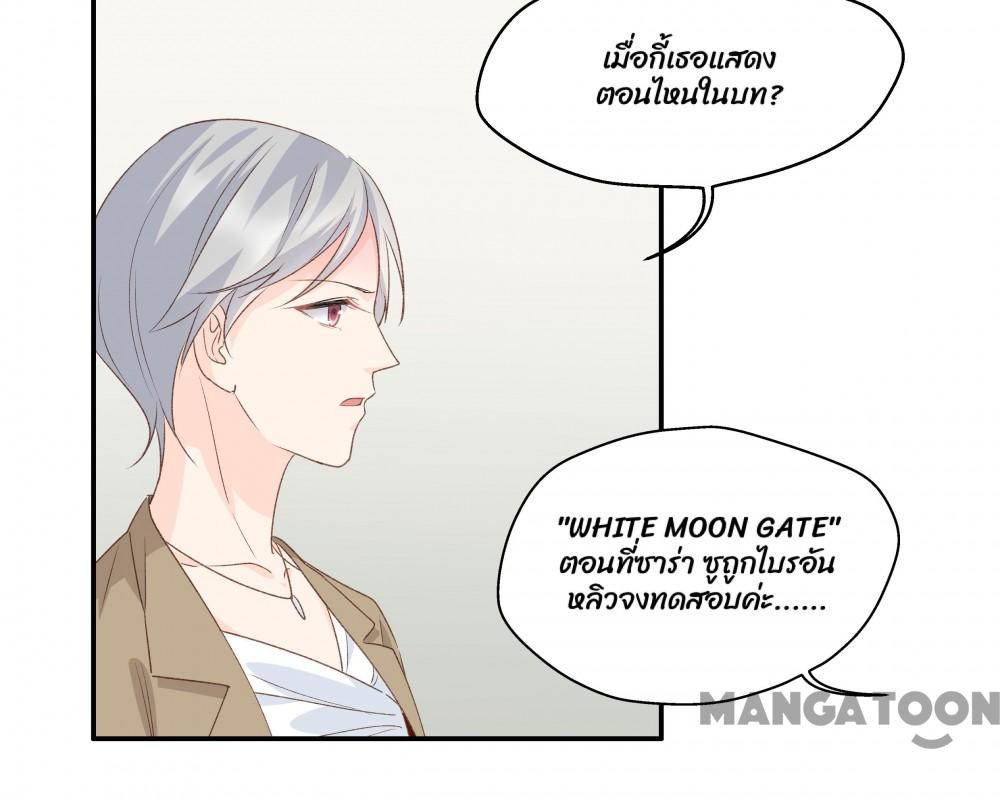 เมื่อกี้เธอแสดง
ตอนไหนในบท?
"WHITE MOON GATE"
ตอนที่ซาร่า ซูถูกไบรอัน
หลิวจงทดสอบค่ะ......
MANGATOON